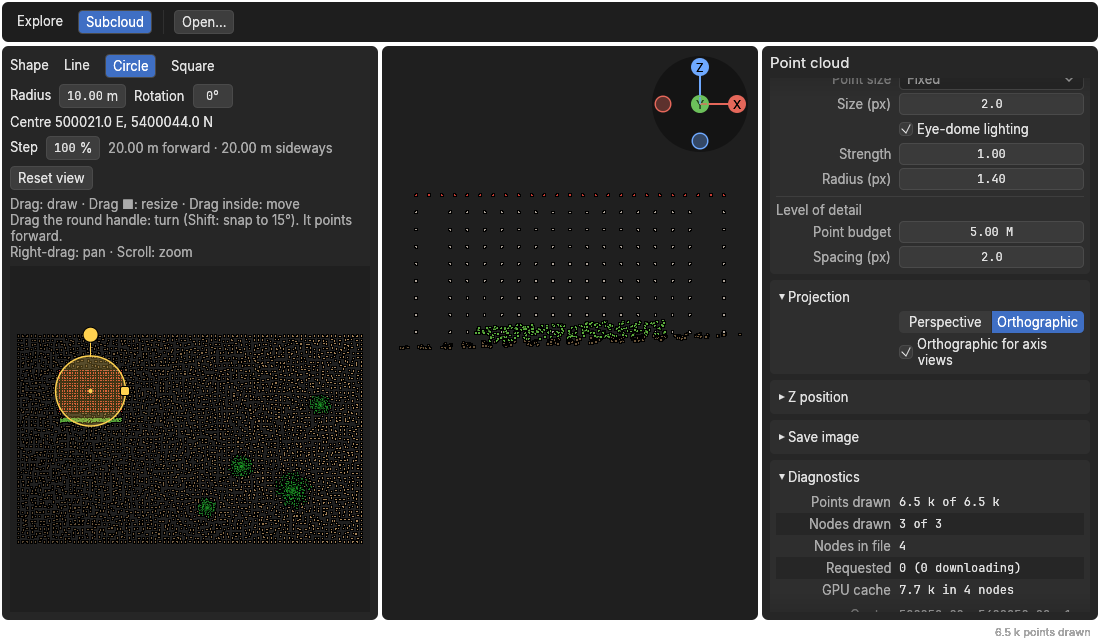 Explore Subcloud Open...
Shape Line Circle Square
Radius 10.00 m Rotation 0°
Centre 500021.0 E, 5400044.0 N
Step 100 % 20.00 m forward · 20.00 m sideways
Reset view
Drag: draw · Drag ■: resize · Drag inside: move
Drag the round handle: turn (Shift: snap to 15°). It points
forward.
Right-drag: pan · Scroll: zoom
Z
Y
X
Point cloud
Point size Fixed
Size (px) 2.0
Eye-dome lighting
Strength 1.00
Radius (px) 1.40
Level of detail
Point budget 5.00 M
Spacing (px) 2.0
Projection
Perspective Orthographic
Orthographic for axis
views
Z position
Save image
Diagnostics
Points drawn 6.5 k of 6.5 k
Nodes drawn 3 of 3
Nodes in file 4
Requested 0 (0 downloading)
GPU cache 7.7 k in 4 nodes
6.5 k points drawn